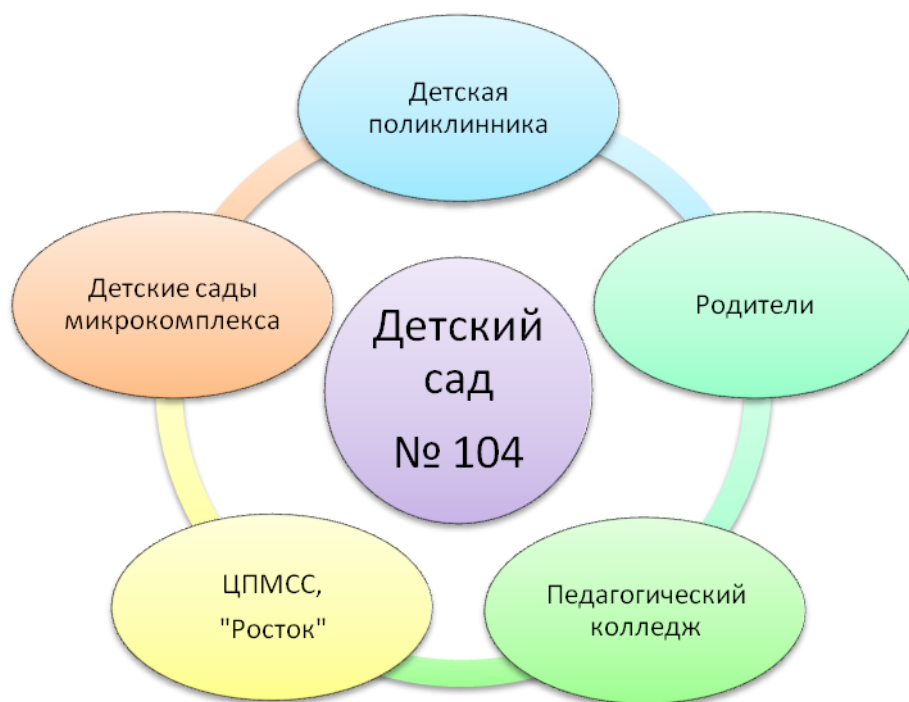 Детская
поликлинника
Родители
Педагогический
колледж
ЦПМСС,
"Росток"
Детские сады
микрокомплекса
Детский
сад
№ 104